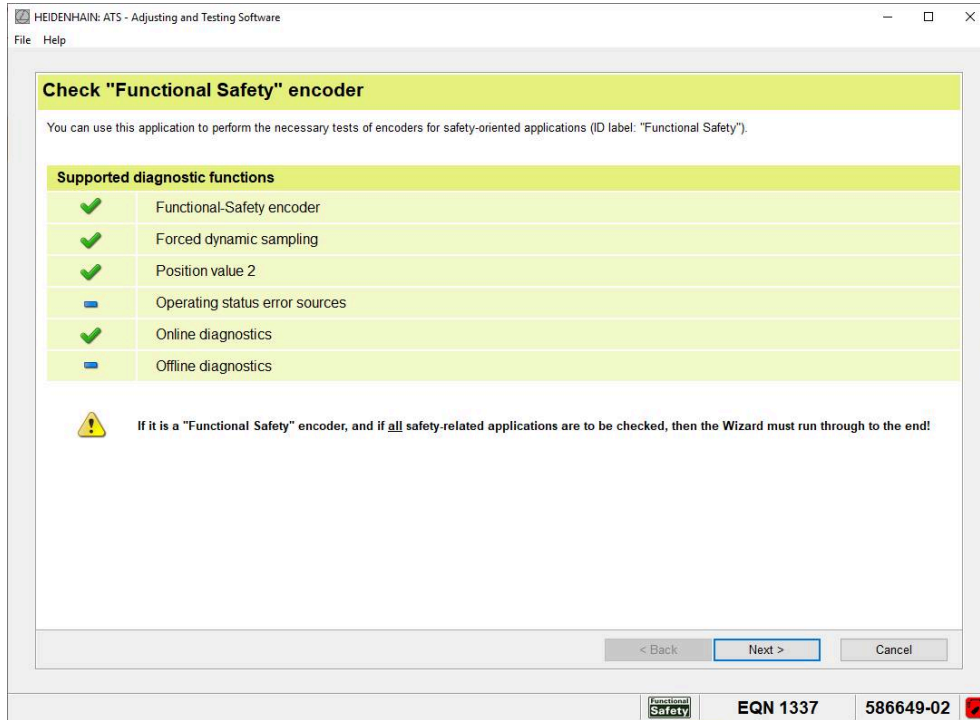 HEIDENHAIN: ATS - Adjusting and Testing Software
File Help
Check "Functional Safety" encoder
You can use this application to perform the necessary tests of encoders for safety-oriented applications (ID label: "Functional Safety").
Supported diagnostic functions
Functional-Safety encoder
Forced dynamic sampling
Position value 2
Operating status error sources
Online diagnostics
Offline diagnostics
If it is a "Functional Safety" encoder, and if all safety-related applications are to be checked, then the Wizard must run through to the end!
< Back Next > Cancel
Functional
Safety
EQN 1337 586649-02